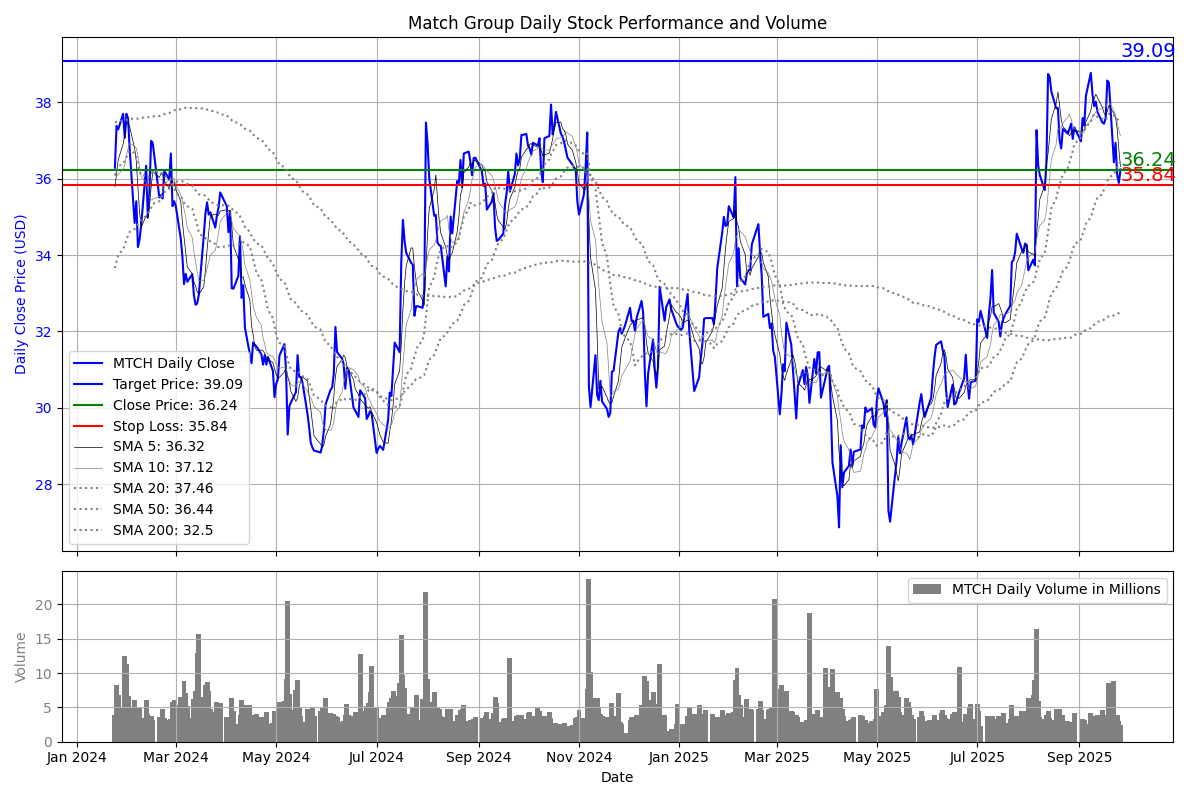 Match Group Daily Stock Performance and Volume
39.09
36.24
35.84
38
36
34
32
30
28
Daily Close Price (USD)
MTCH Daily Close
Target Price: 39.09
Close Price: 36.24
Stop Loss: 35.84
SMA 5: 36.32
SMA 10: 37.12
SMA 20: 37.46
SMA 50: 36.44
SMA 200: 32.5
MTCH Daily Volume in Millions
20
15
10
5
0
Volume
Jan 2024 Mar 2024 May 2024 Jul 2024 Sep 2024 Nov 2024 Jan 2025 Mar 2025 May 2025 Jul 2025 Sep 2025
Date